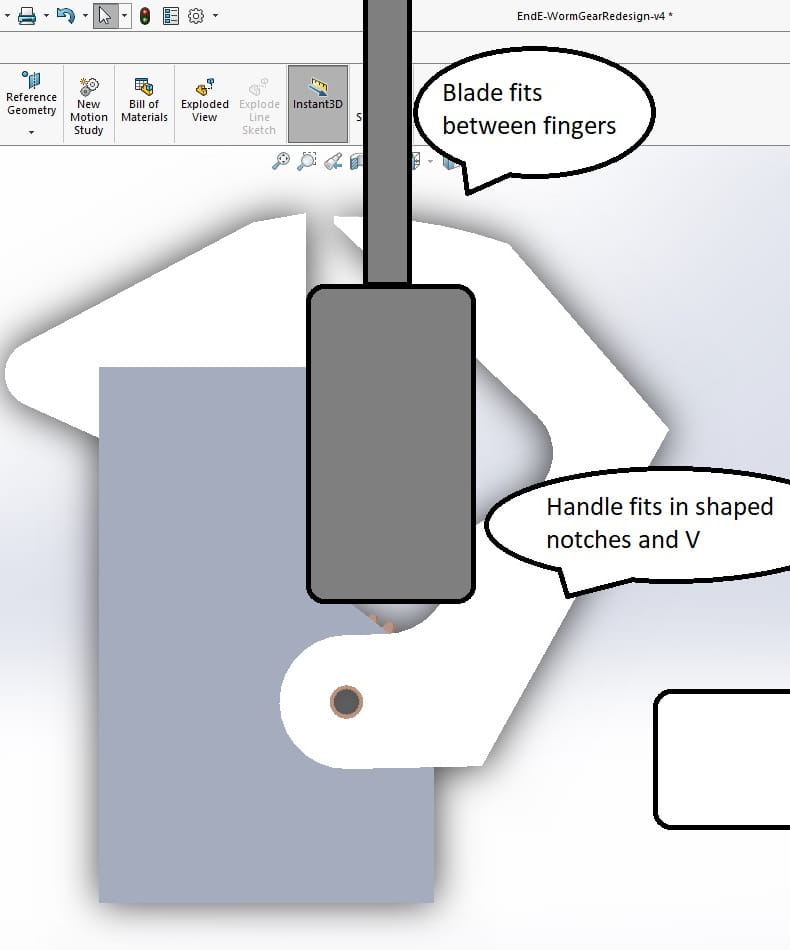 EndE-WormGearRedesign-v4 *
Reference
Geometry
New
Motion
Study
Bill of
Materials
Exploded
View
Explode
Line
Sketch
Instant3D
S
Blade fits
between fingers
Handle fits in shaped
notches and V